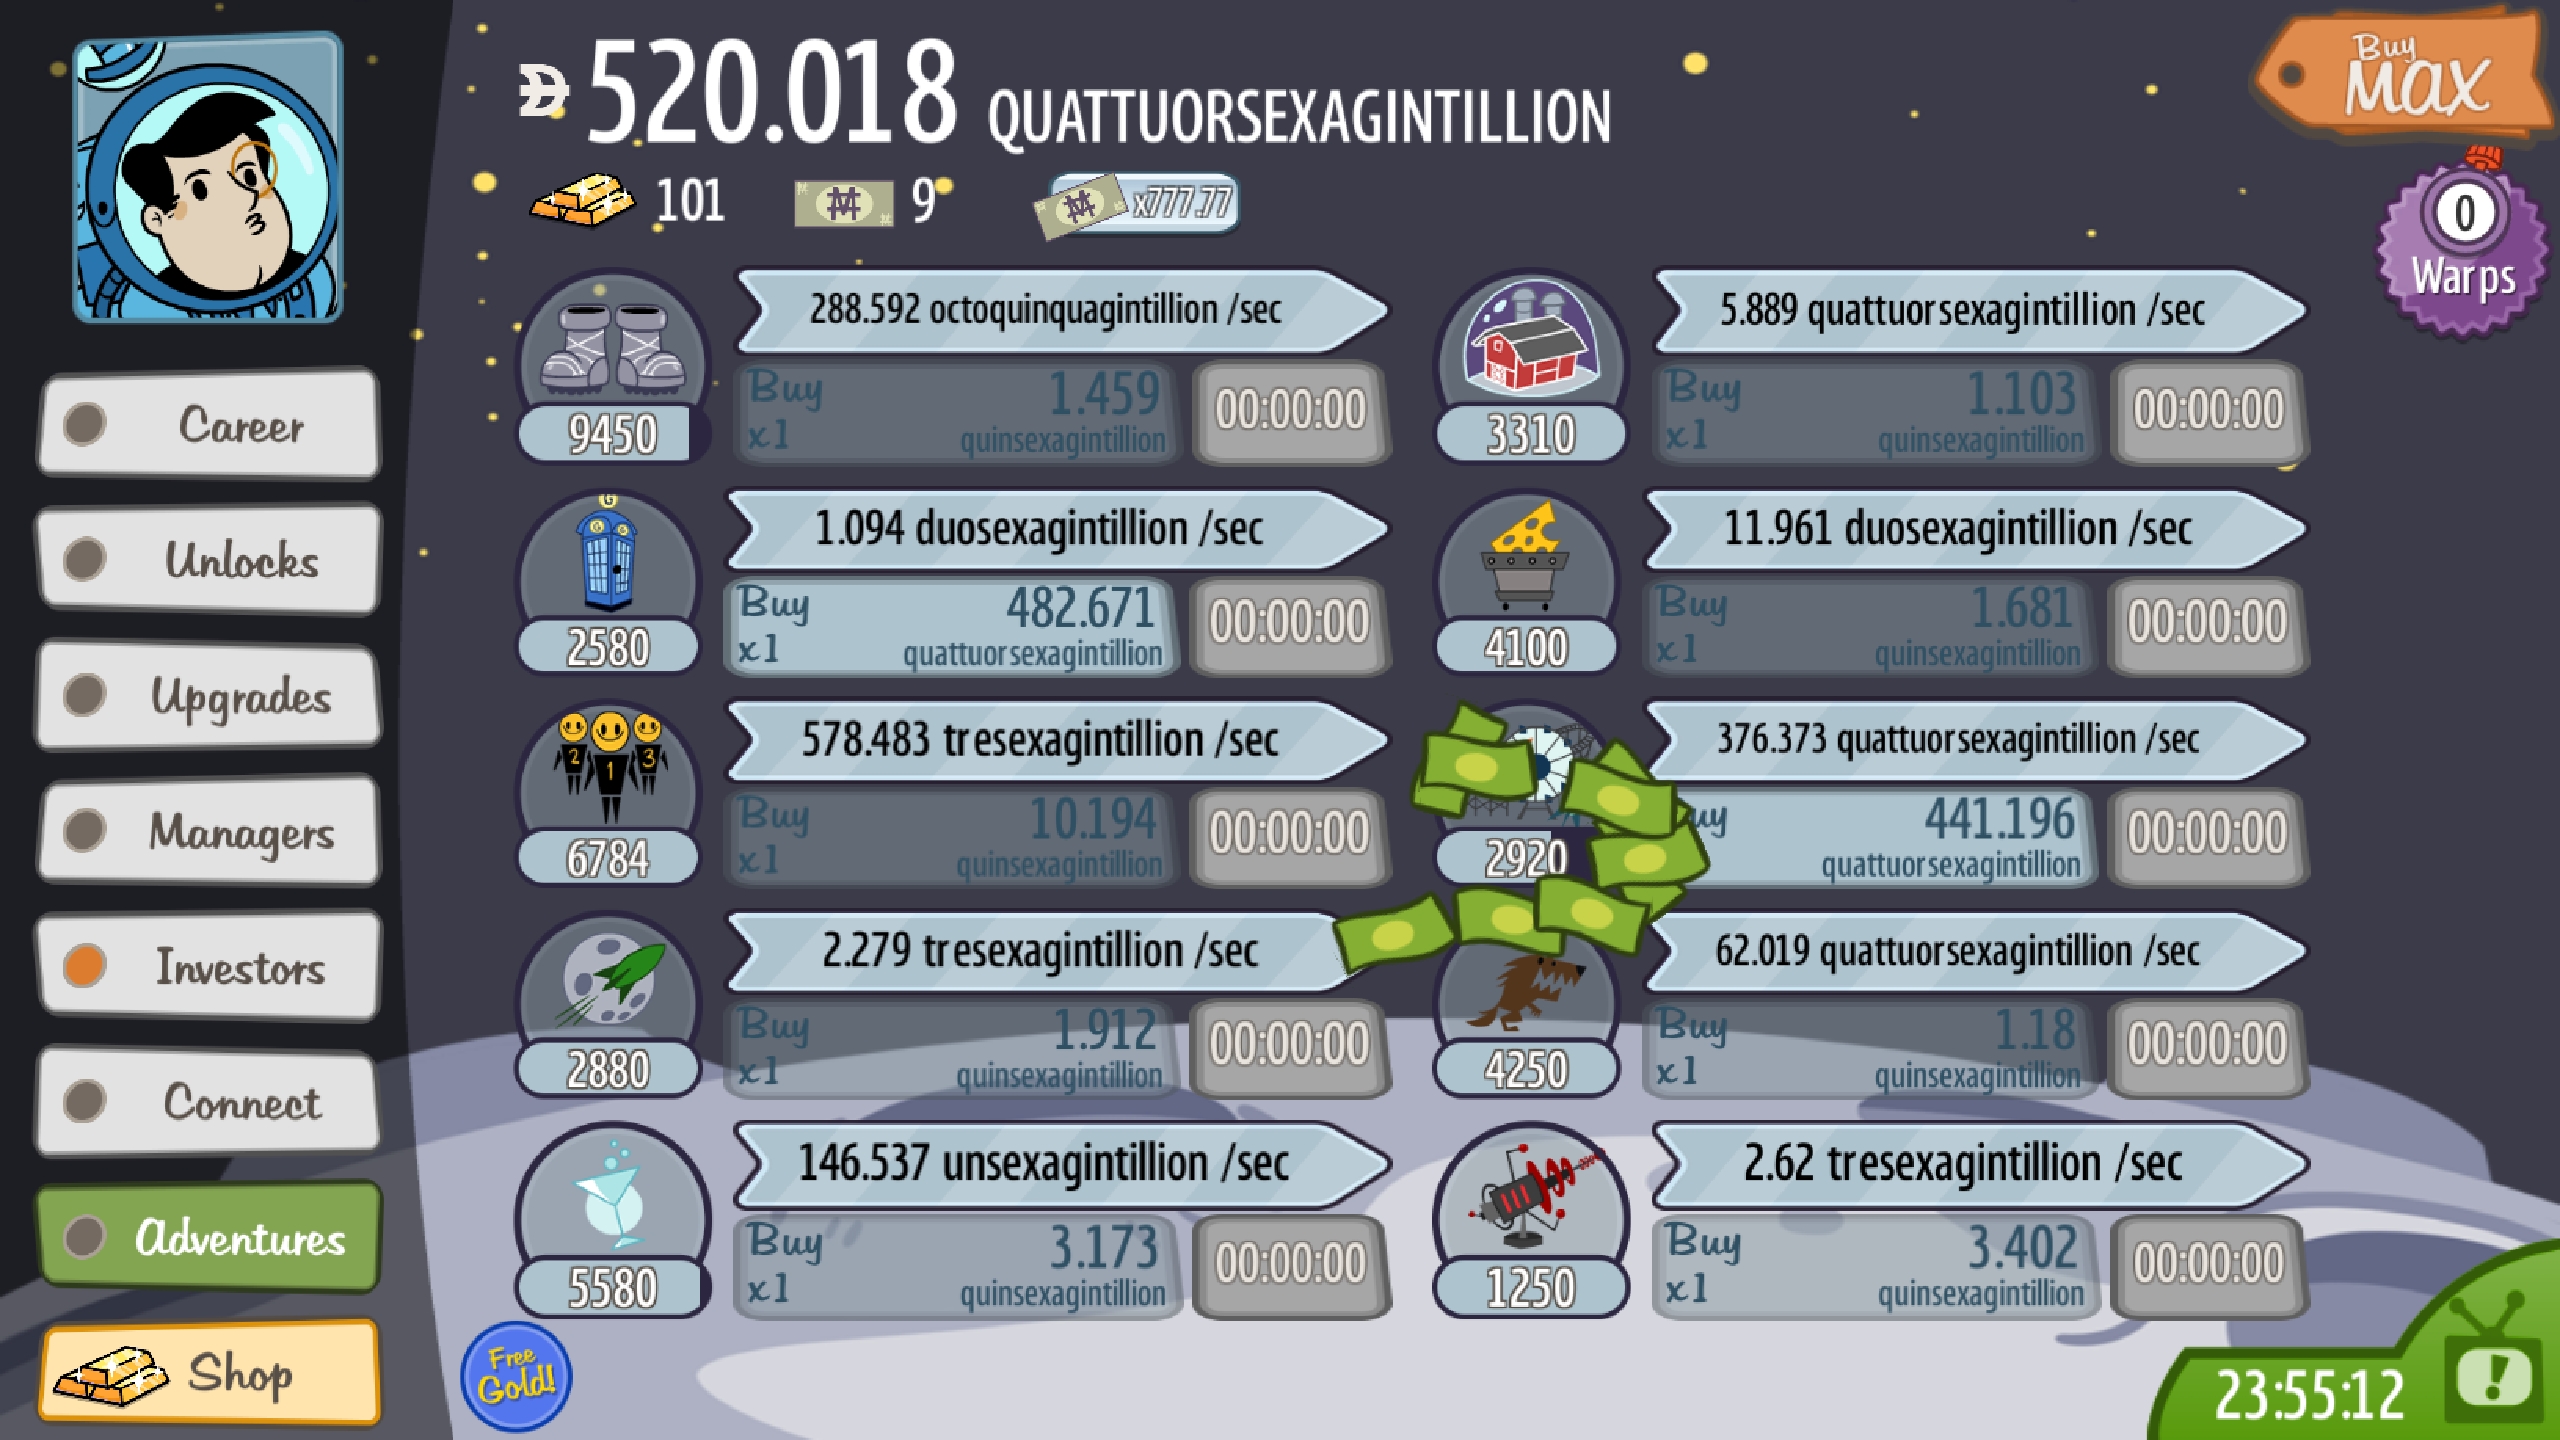 520.018 QUATTUORSEXAGINTILLION
Buy
MAX
101 9 x777.77
0
Warps
Career
Unlocks
Upgrades
Managers
Investors
Connect
Adventures
Shop
288.592 octoquinquagintillion /sec
Buy 1.459
x1 quinsexagintillion
00:00:00
9450
5.889 quattuorsexagintillion /sec
Buy 1.103
x1 quinsexagintillion
00:00:00
3310
G
1.094 duosexagintillion /sec
Buy 482.671
x1 quattuorsexagintillion
00:00:00
2580
11.961 duosexagintillion /sec
Buy 1.681
x1 quinsexagintillion
00:00:00
4100
2 1 3
578.483 tresexagintillion /sec
Buy 10.194
x1 quinsexagintillion
00:00:00
6784
376.373 quattuorsexagintillion /sec
uy 441.196
quattuorsexagintillion
00:00:00
2920
2.279 tresexagintillion /sec
Buy 1.912
x1 quinsexagintillion
00:00:00
2880
62.019 quattuorsexagintillion /sec
Buy 1.18
x1 quinsexagintillion
00:00:00
4250
146.537 unsexagintillion /sec
Buy 3.173
x1 quinsexagintillion
00:00:00
5580
2.62 tresexagintillion /sec
Buy 3.402
x1 quinsexagintillion
00:00:00
1250
Free
Gold!
23:55:12
!